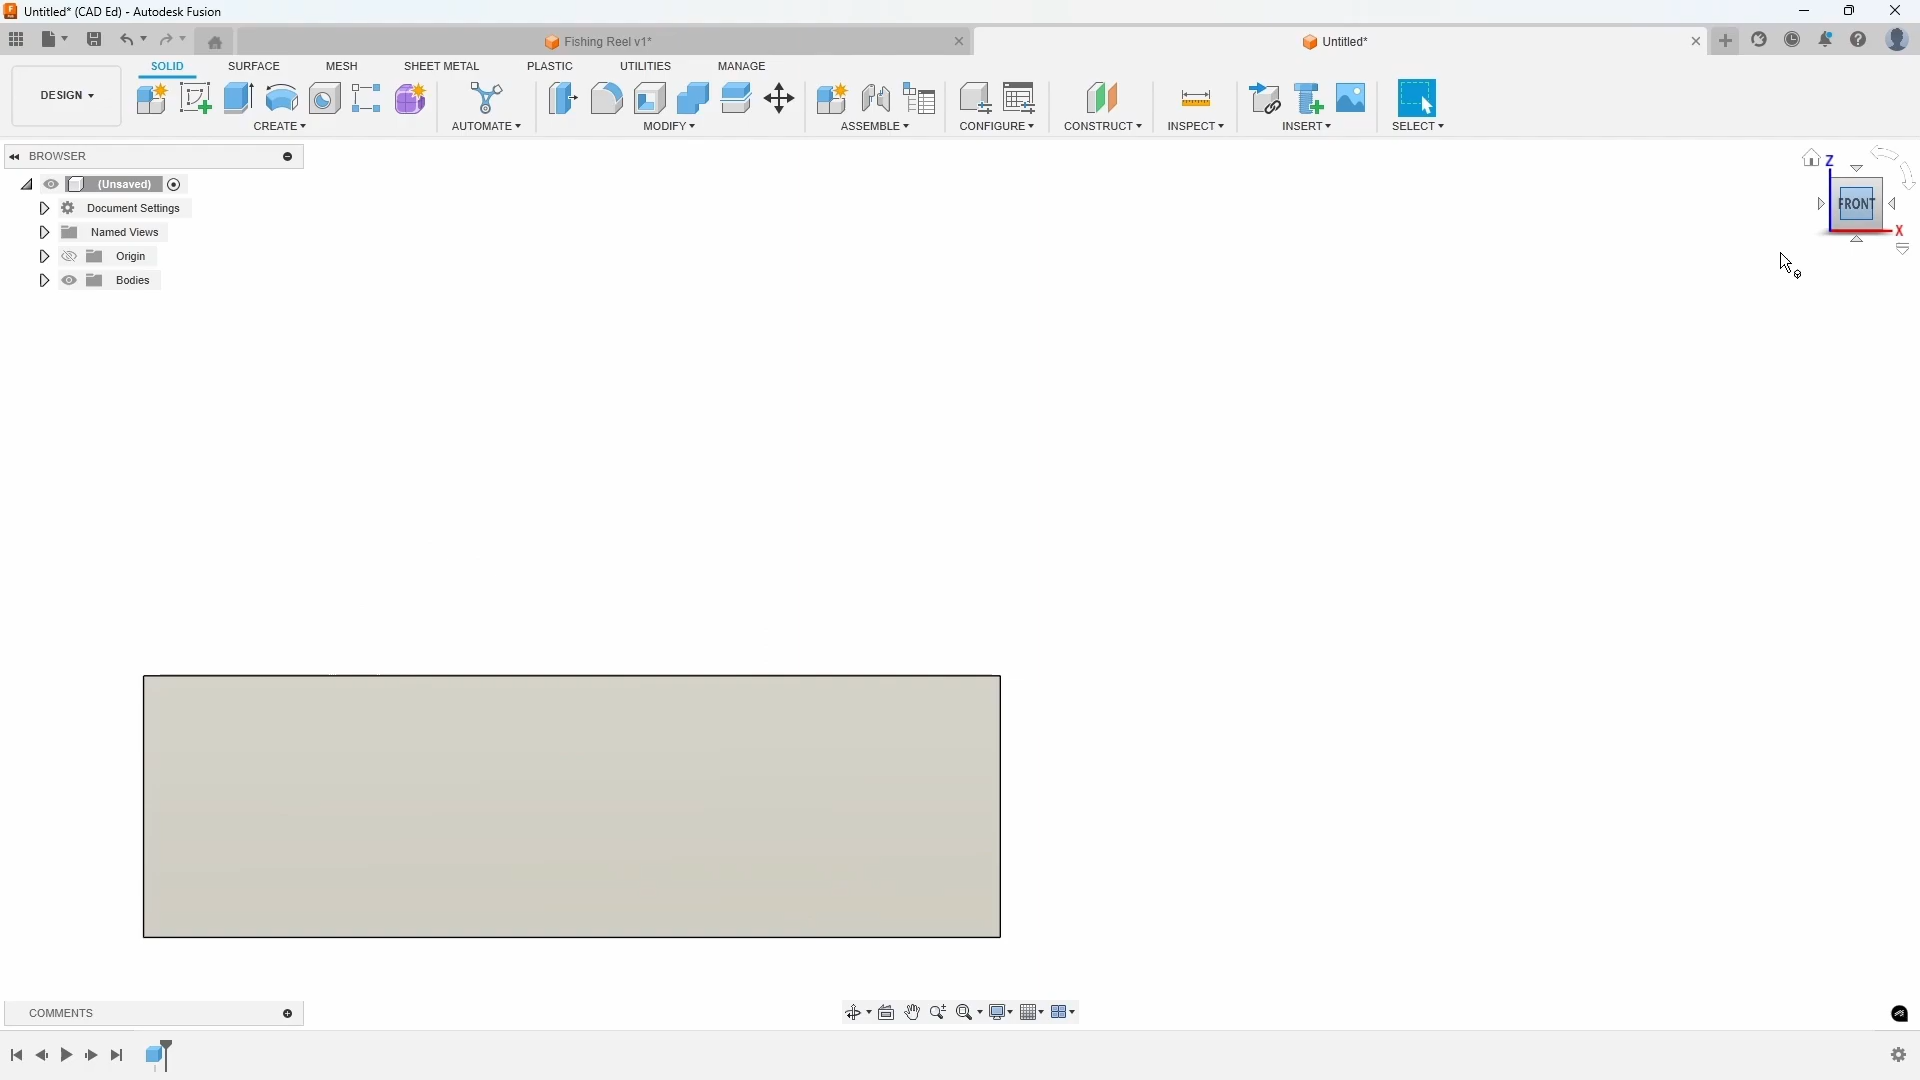 Untitled* (CAD Ed) - Autodesk Fusion
Fishing Reel v1*
Untitled*
SOLID SURFACE MESH SHEET METAL PLASTIC UTILITIES MANAGE
DESIGN
CREATE AUTOMATE MODIFY ASSEMBLE CONFIGURE CONSTRUCT INSPECT INSERT SELECT
BROWSER
(Unsaved)
Document Settings
Named Views
Origin
Bodies
Z
FRONT
X
COMMENTS